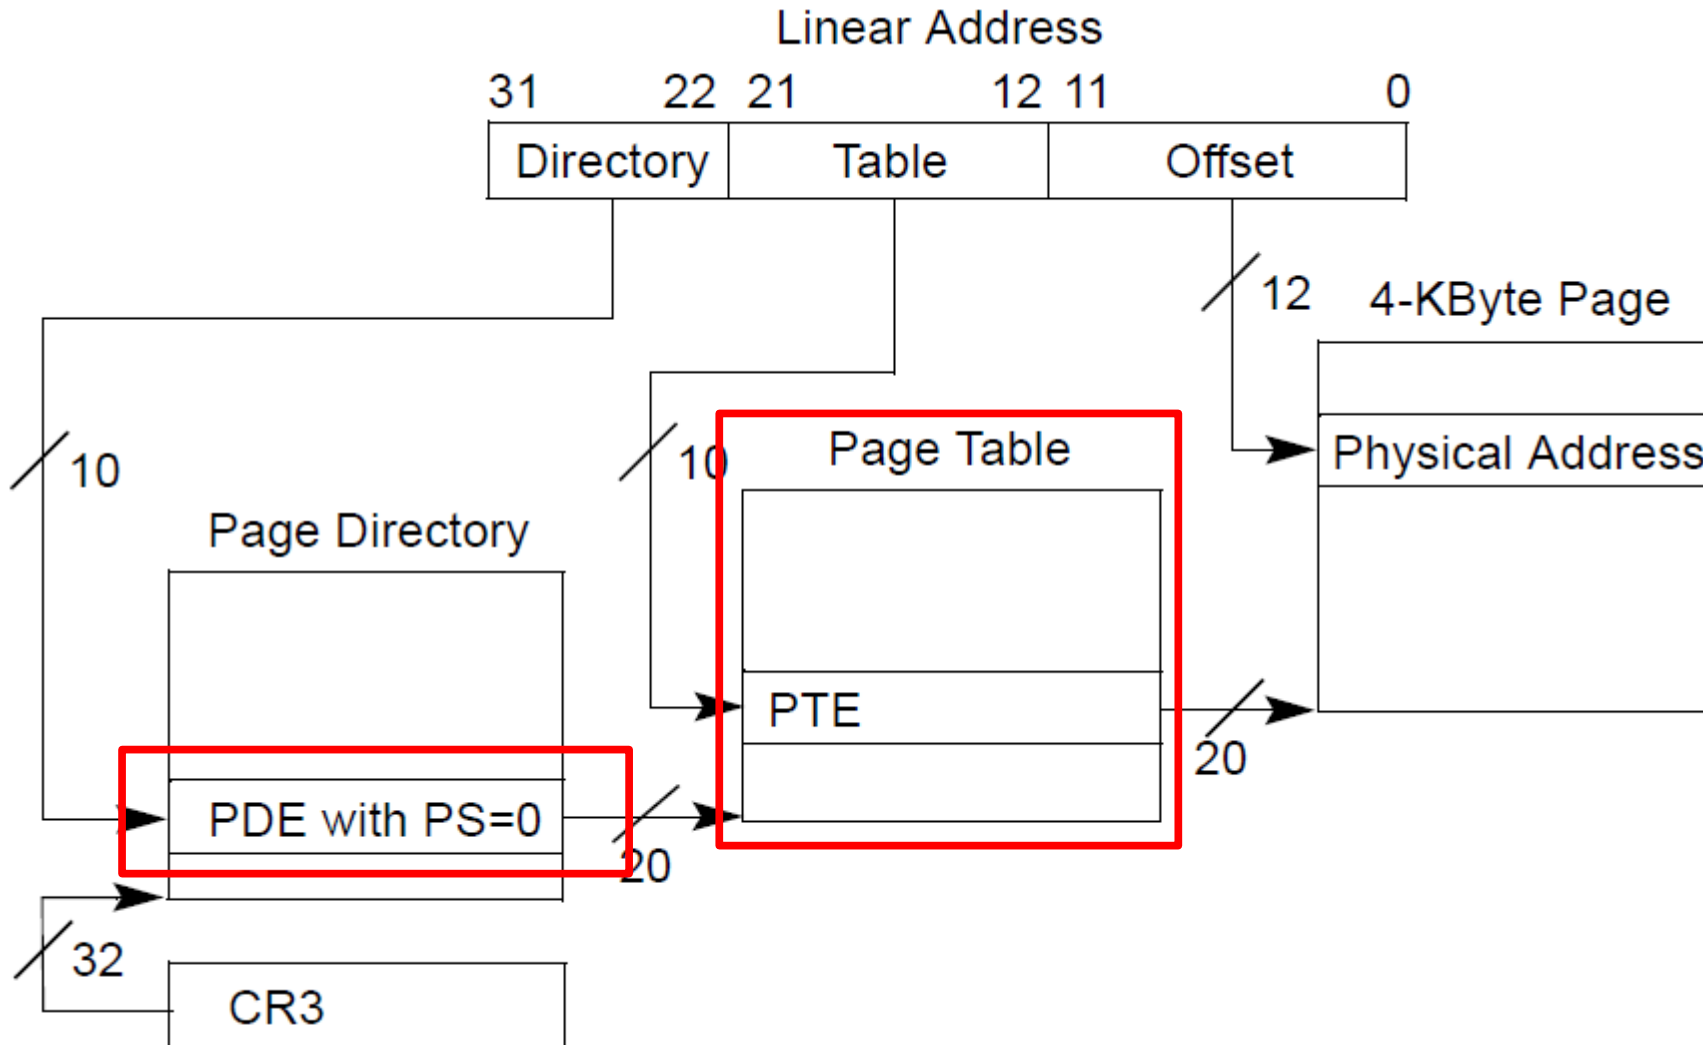 Linear Address
31 22 21 12 11 0
Directory Table Offset
12
4-KByte Page
10
10
Page Table
Physical Address
Page Directory
PTE
20
PDE with PS=0
20
32
CR3